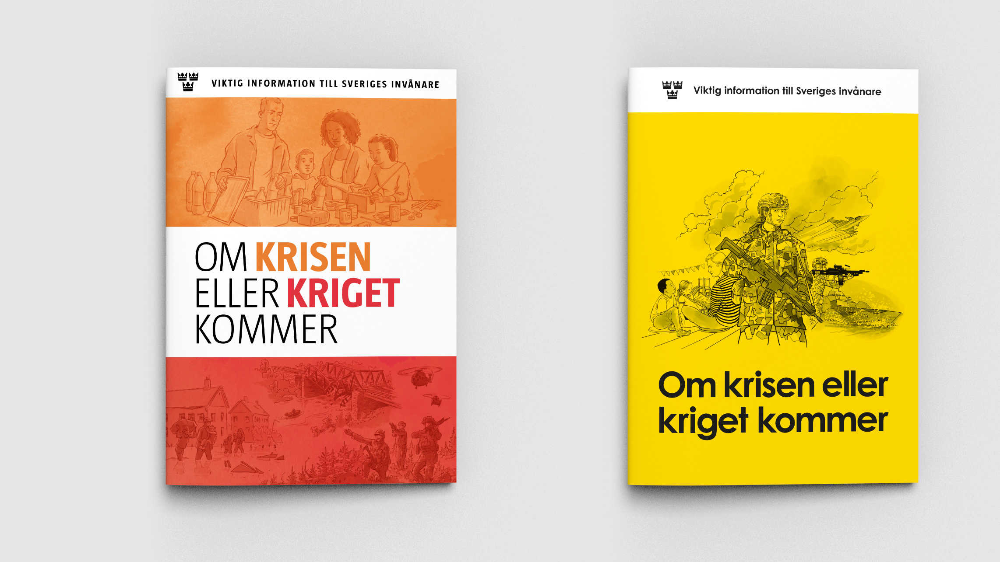 VIKTIG INFORMATION TILL SVERIGES INVÅNARE
OM KRISEN
ELLER KRIGET
KOMMER
Viktig information till Sveriges invånare
Om krisen eller
kriget kommer